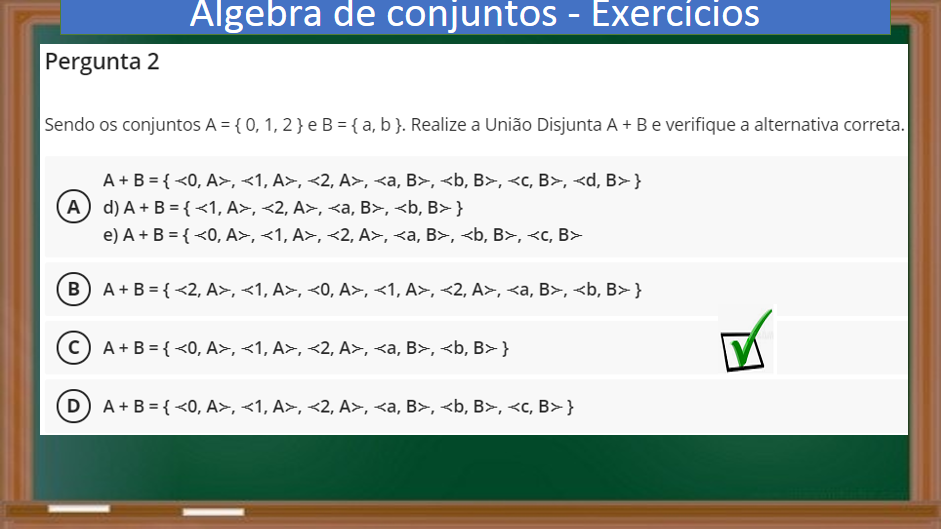 Álgebra de conjuntos - Exercícios
Pergunta 2
Sendo os conjuntos A = { 0, 1, 2 } e B = { a, b }. Realize a União Disjunta A + B e verifique a alternativa correta.
A + B = { ≺0, A≻, ≺1, A≻, ≺2, A≻, ≺a, B≻, ≺b, B≻, ≺c, B≻, ≺d, B≻ }
A d) A + B = { ≺1, A≻, ≺2, A≻, ≺a, B≻, ≺b, B≻ }
e) A + B = { ≺0, A≻, ≺1, A≻, ≺2, A≻, ≺a, B≻, ≺b, B≻, ≺c, B≻
B A + B = { ≺2, A≻, ≺1, A≻, ≺0, A≻, ≺1, A≻, ≺2, A≻, ≺a, B≻, ≺b, B≻ }
C A + B = { ≺0, A≻, ≺1, A≻, ≺2, A≻, ≺a, B≻, ≺b, B≻ }
D A + B = { ≺0, A≻, ≺1, A≻, ≺2, A≻, ≺a, B≻, ≺b, B≻, ≺c, B≻ }